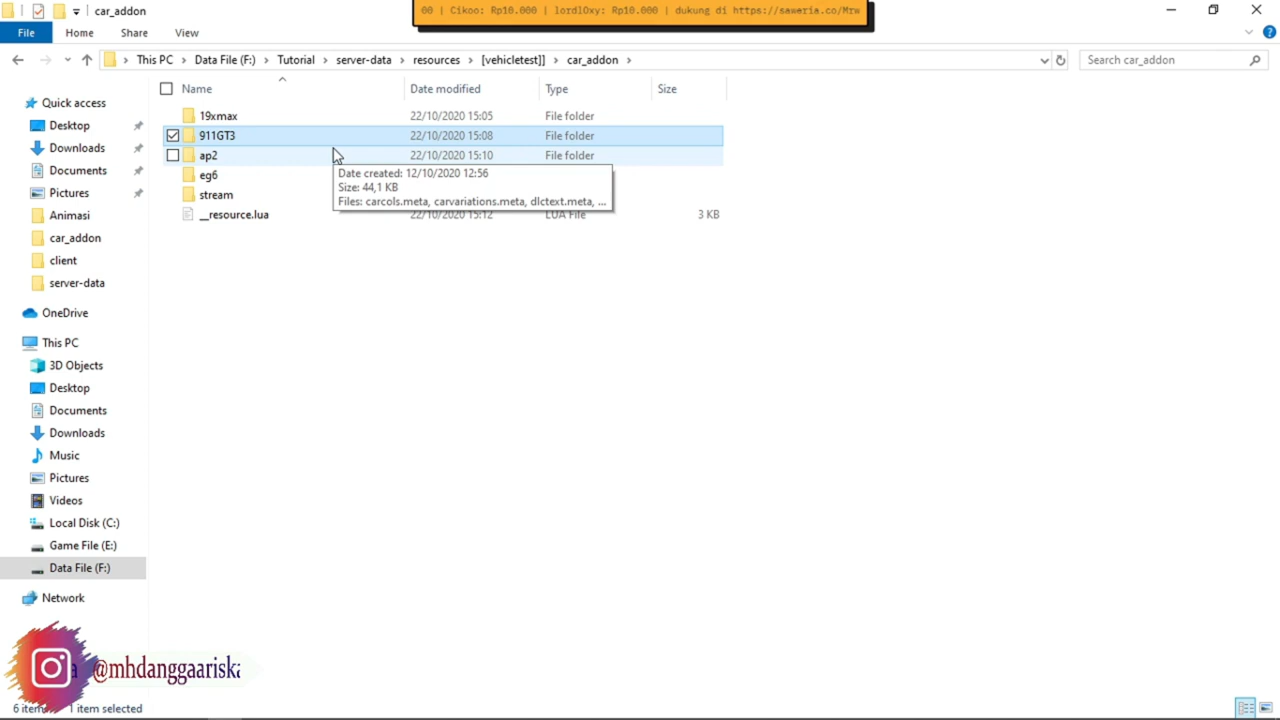 car_addon
00 | Cikoo: Rp10.000 | lordl0xy: Rp10.000 | dukung di https://saweria.co/Mrw
File Home Share View
This PC Data File (F:) Tutorial server-data resources [vehicletest]] car_addon
Search car_addon
Name Date modified Type Size
19xmax 22/10/2020 15:05 File folder
911GT3 22/10/2020 15:08 File folder
ap2 22/10/2020 15:10 File folder
eg6
stream
__resource.lua 22/10/2020 15:12 LUA File 3 KB
Date created: 12/10/2020 12:56
Size: 44,1 KB
Files: carcols.meta, carvariations.meta, dlctext.meta, ...
Quick access
Desktop
Downloads
Documents
Pictures
Animasi
car_addon
client
server-data
OneDrive
This PC
3D Objects
Desktop
Documents
Downloads
Music
Pictures
Videos
Local Disk (C:)
Game File (E:)
Data File (F:)
Network
@mhdanggaariska
6 items 1 item selected